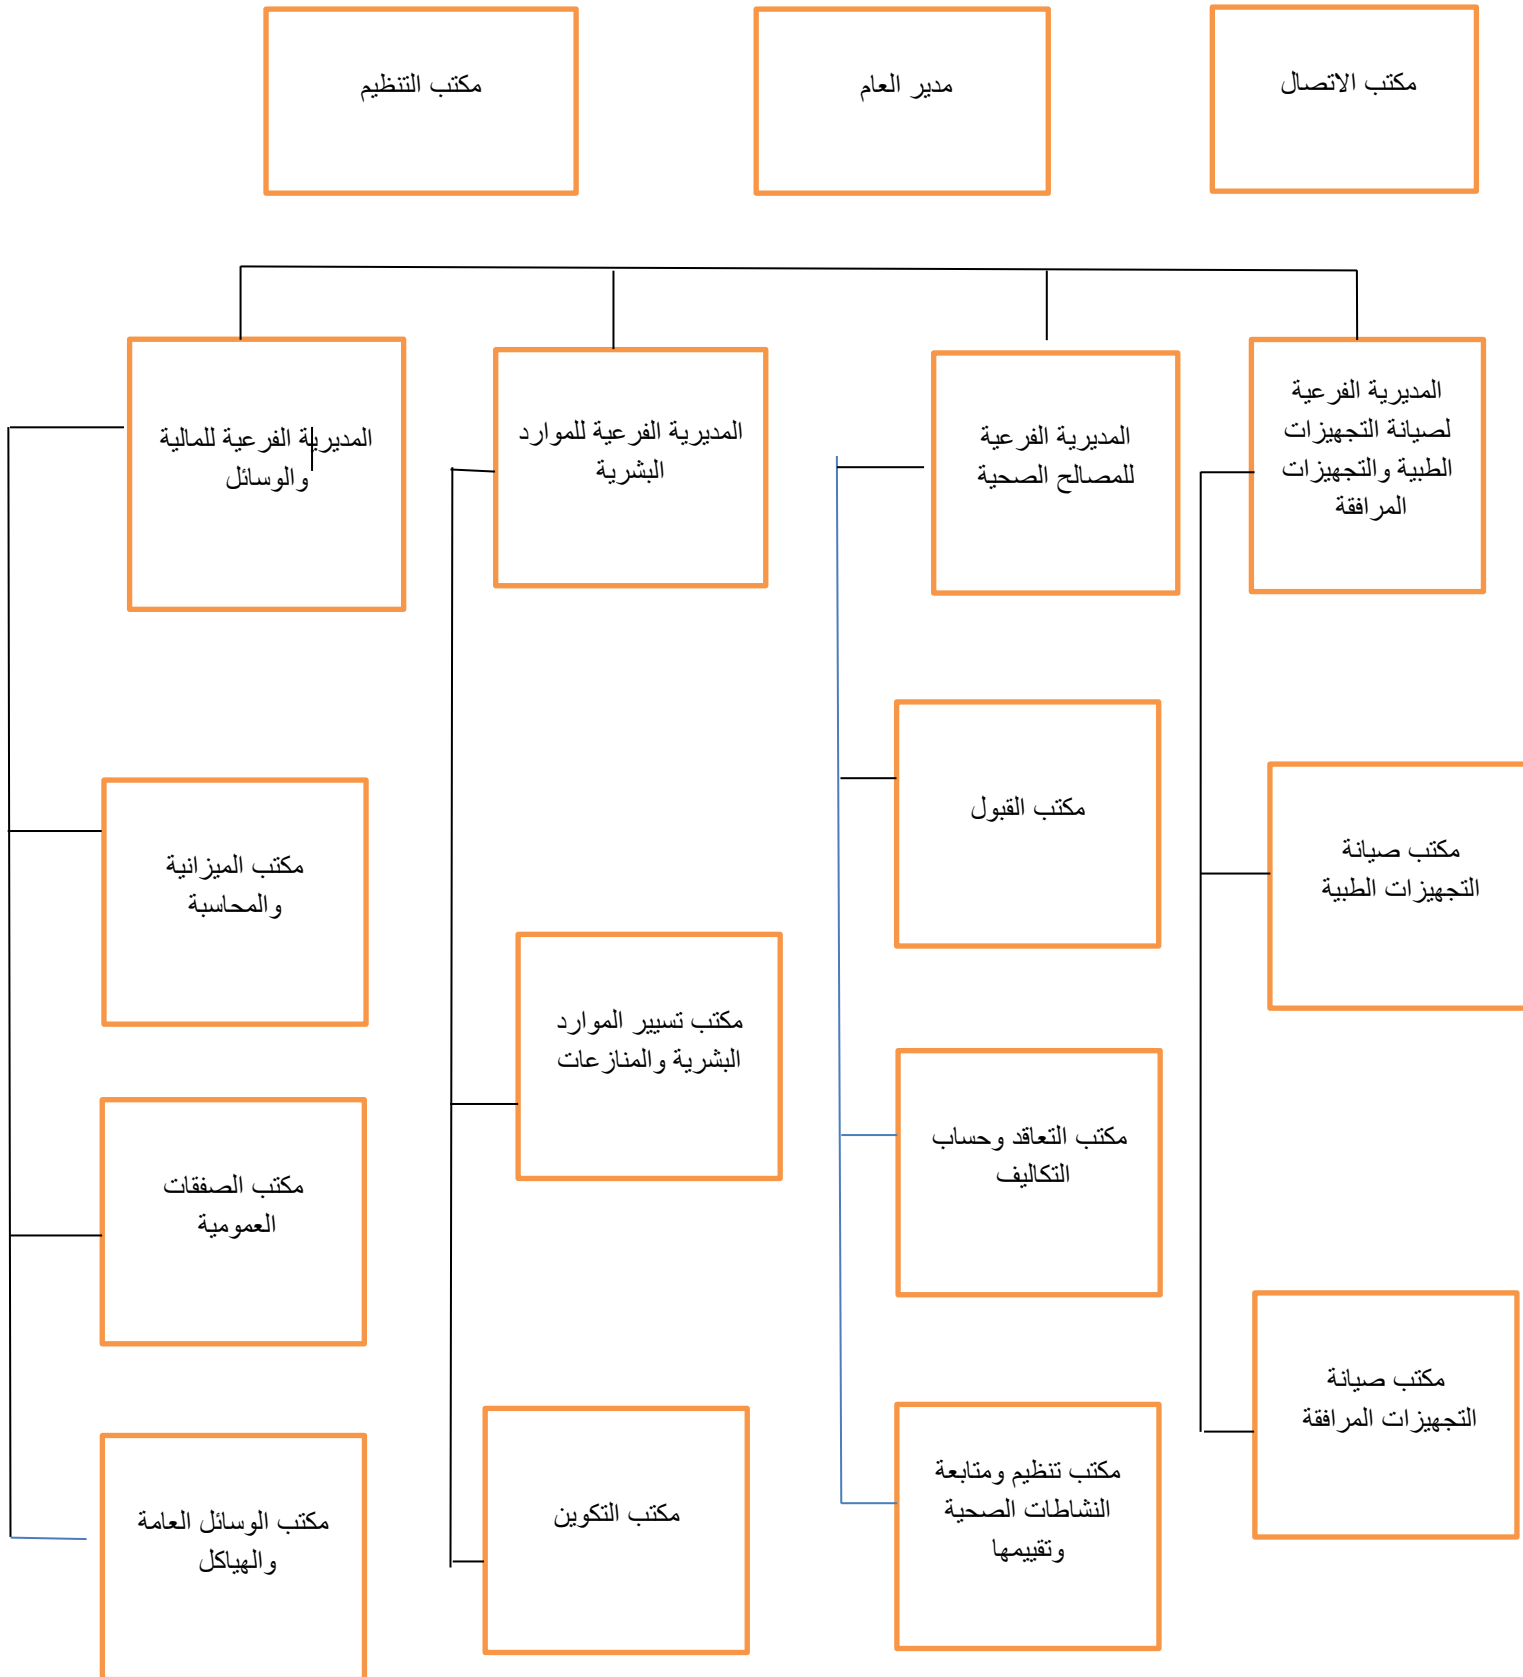 مكتب الاتصال
مدير العام
مكتب التنظيم
المديرية الفرعية
لصيانة التجهيزات
الطبية والتجهيزات
المرافقة
المديرية الفرعية
للمصالح الصحية
المديرية الفرعية للموارد
البشرية
المديرية الفرعية للمالية
والوسائل
مكتب صيانة
التجهيزات الطبية
مكتب صيانة
التجهيزات المرافقة
مكتب القبول
مكتب التعاقد وحساب
التكاليف
مكتب تنظيم ومتابعة
النشاطات الصحية
وتقييمها
مكتب تسيير الموارد
البشرية والمنازعات
مكتب التكوين
مكتب الميزانية
والمحاسبة
مكتب الصفقات
العمومية
مكتب الوسائل العامة
والهياكل